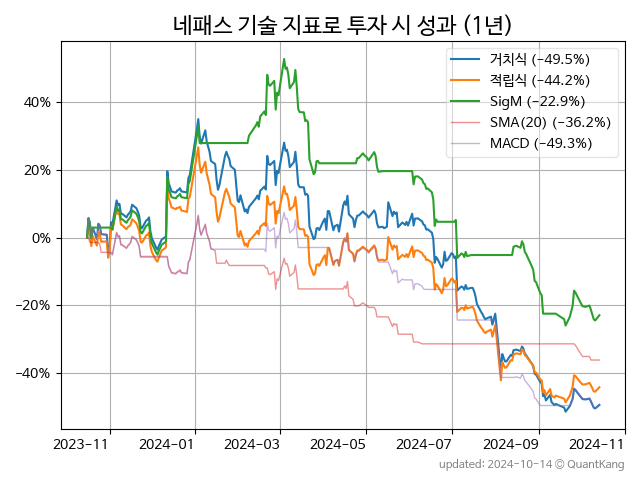 네패스 기술 지표로 투자 시 성과 (1년)
거치식 (−49.5%)
적립식 (−44.2%)
SigM (−22.9%)
SMA(20) (−36.2%)
MACD (−49.3%)
40%
20%
0%
−20%
−40%
2023-11 2024-01 2024-03 2024-05 2024-07 2024-09 2024-11
updated: 2024-10-14 © QuantKang